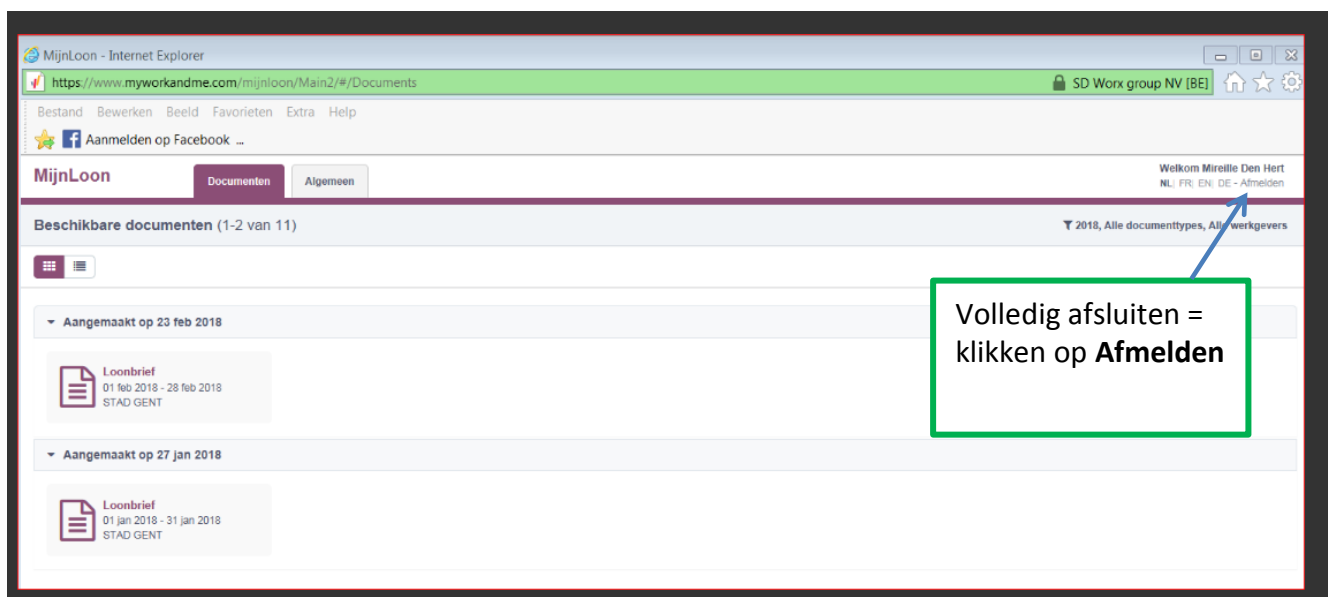 MijnLoon - Internet Explorer
https://www.myworkandme.com/mijnloon/Main2/#/Documents
SD Worx group NV [BE]
Bestand Bewerken Beeld Favorieten Extra Help
Aanmelden op Facebook ...
MijnLoon
Documenten
Algemeen
Welkom Mireille Den Hert
NL| FR| EN| DE - Afmelden
Beschikbare documenten (1-2 van 11)
2018, Alle documenttypes, Alle werkgevers
Volledig afsluiten =
klikken op Afmelden
Aangemaakt op 23 feb 2018
Loonbrief
01 feb 2018 - 28 feb 2018
STAD GENT
Aangemaakt op 27 jan 2018
Loonbrief
01 jan 2018 - 31 jan 2018
STAD GENT